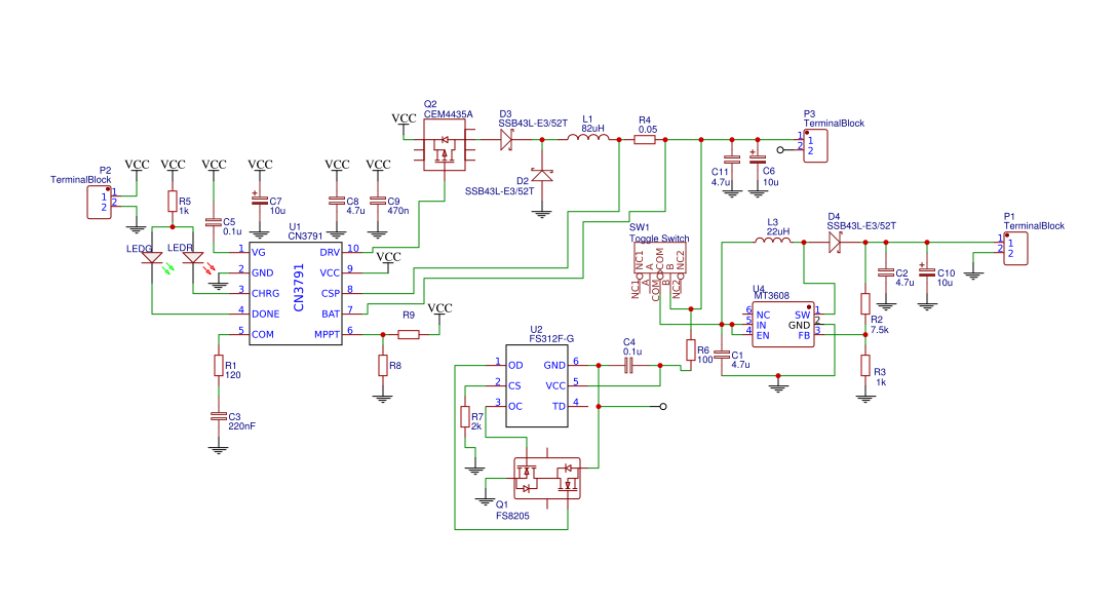 Q2
CEM4435A
VCC
D3
SSB43L-E3/52T
L1
82uH
R4
0.05
P3
TerminalBlock
1 1
2 2
D2
SSB43L-E3/52T
C11
4.7u
C6
10u
P2
TerminalBlock
1 1
2 2
VCC
VCC
VCC
VCC
VCC
VCC
R5
1k
C5
0.1u
C7
10u
C8
4.7u
C9
470n
LEDG
LEDR
U1
CN3791
CN3791
1 VG
2 GND
3 CHRG
4 DONE
5 COM
DRV 10
VCC 9
CSP 8
BAT 7
MPPT 6
VCC
R9
VCC
R8
R1
120
C3
220nF
SW1
Toggle Switch
NC1
A
COM
B
NC2
NC1
A
COM
B
NC2
L3
22uH
D4
SSB43L-E3/52T
P1
TerminalBlock
1 1
2 2
C2
4.7u
C10
10u
U4
MT3608
6 NC
5 IN
4 EN
SW 1
GND 2
FB 3
R2
7.5k
R3
1k
R6
100
C1
4.7u
U2
FS312F-G
1 OD
2 CS
3 OC
GND 6
VCC 5
TD 4
C4
0.1u
R7
2k
Q1
FS8205